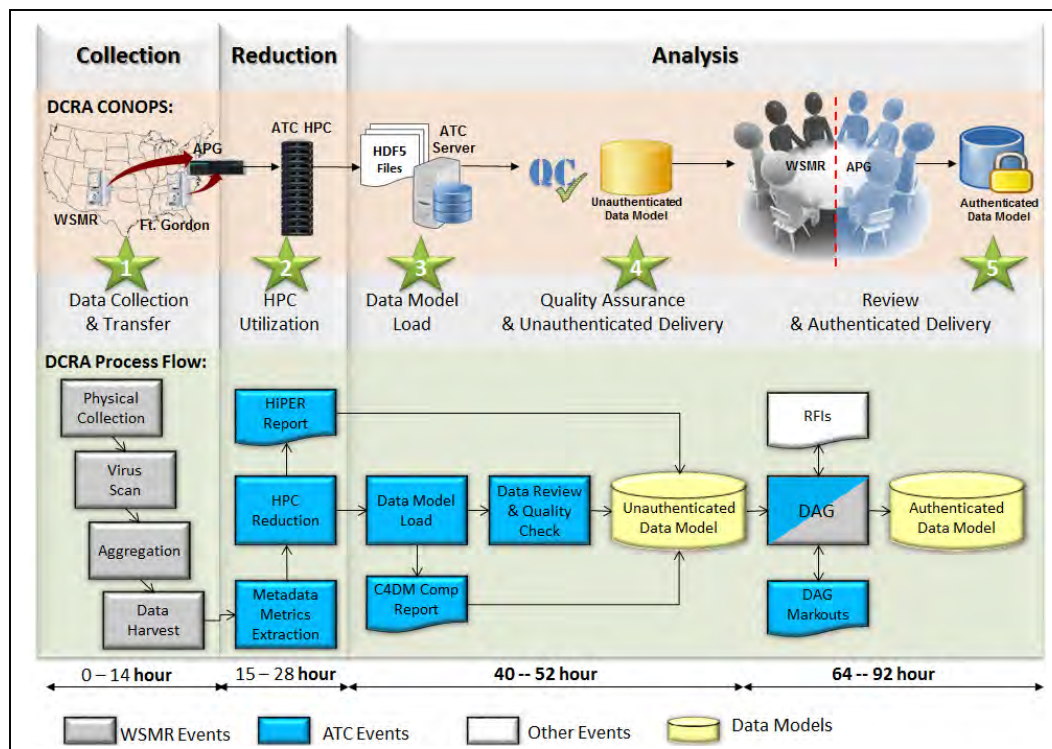 Collection
Reduction
Analysis
DCRA CONOPS:
APG
WSMR
Ft. Gordon
ATC HPC
HDF5
Files
ATC
Server
QC
Unauthenticated
Data Model
WSMR
APG
Authenticated
Data Model
1
2
3
4
5
Data Collection
& Transfer
HPC
Utilization
Data Model
Load
Quality Assurance
& Unauthenticated Delivery
Review
& Authenticated Delivery
DCRA Process Flow:
Physical
Collection
Virus
Scan
Aggregation
Data
Harvest
HiPER
Report
HPC
Reduction
Metadata
Metrics
Extraction
Data Model
Load
C4DM Comp
Report
Data Review
& Quality
Check
Unauthenticated
Data Model
RFIs
DAG
DAG
Markouts
Authenticated
Data Model
0 – 14 hour
15 – 28 hour
40 -- 52 hour
64 -- 92 hour
WSMR Events
ATC Events
Other Events
Data Models